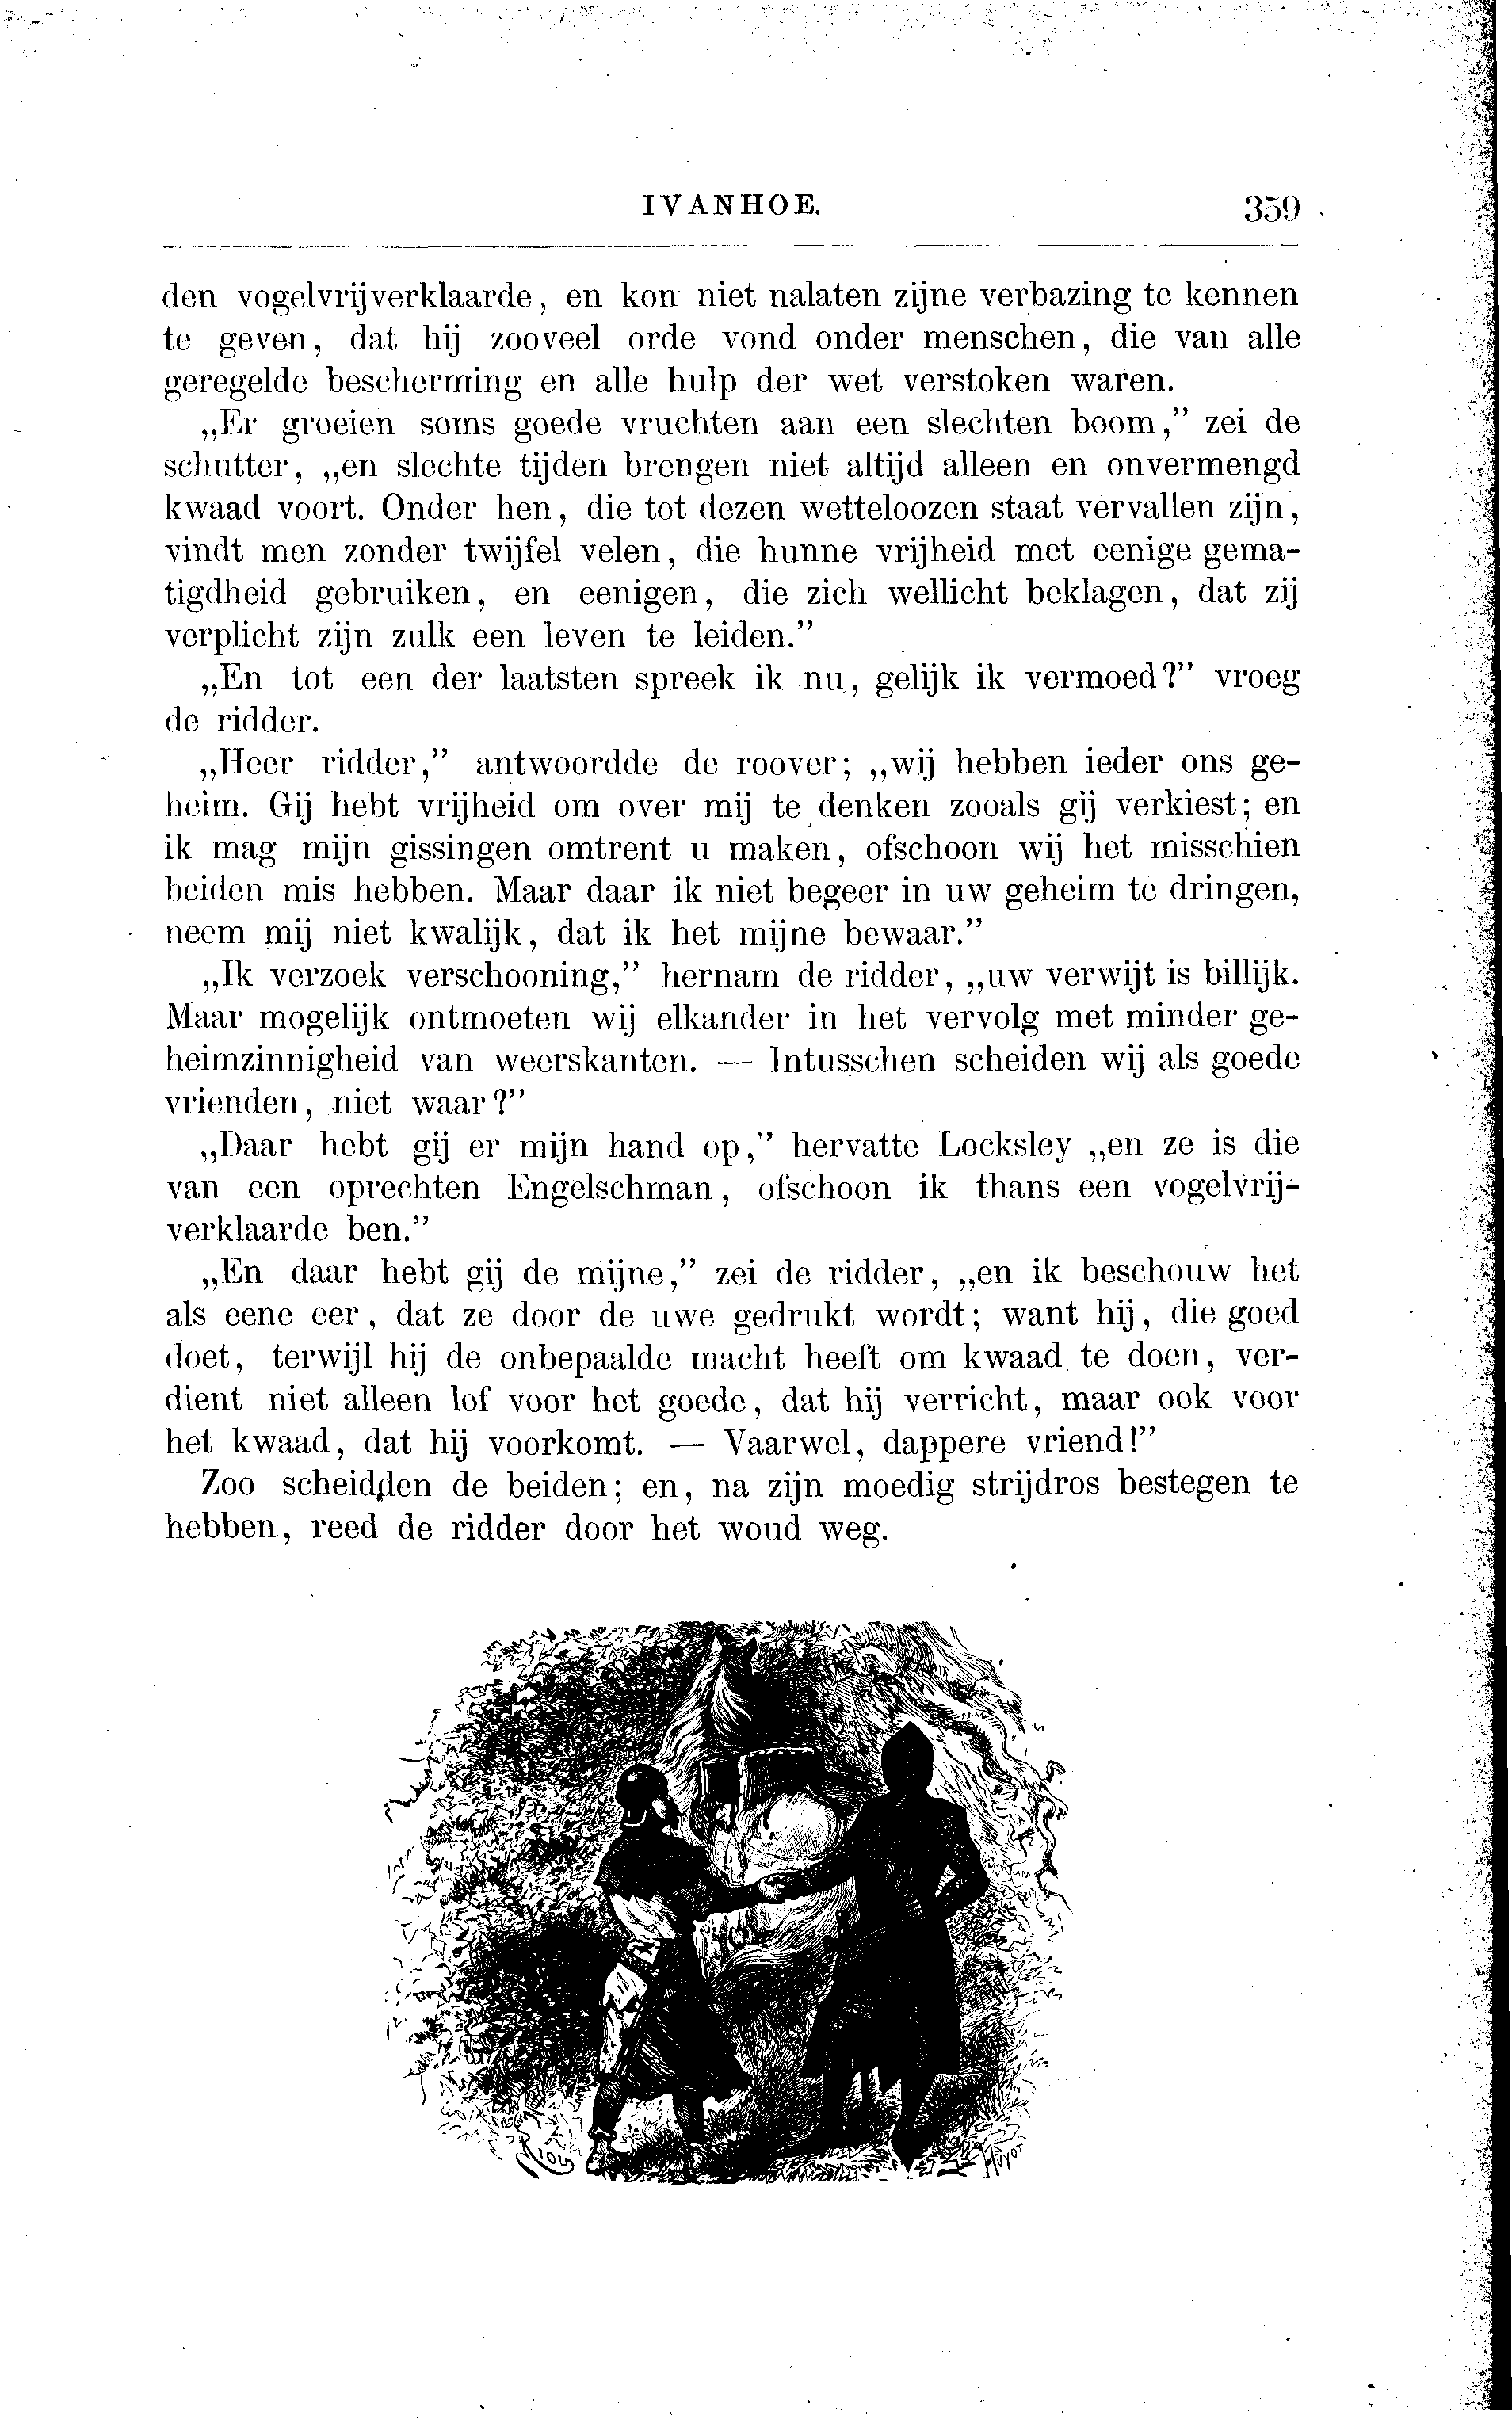 IVANHOE. 359
den vogelvrijverklaarde, en kon niet nalaten zijne verbazing te kennen
te geven, dat hij zooveel orde vond onder menschen, die van alle
geregelde bescherming en alle hulp der wet verstoken waren.
„Er groeien soms goede vruchten aan een slechten boom,” zei de
schutter, „en slechte tijden brengen niet altijd alleen en onvermengd
kwaad voort. Onder hen, die tot dezen wetteloozen staat vervallen zijn,
vindt men zonder twijfel velen, die hunne vrijheid met eenige gema-
tigdheid gebruiken, en eenigen, die zich wellicht beklagen, dat zij
verplicht zijn zulk een leven te leiden.”
„En tot een der laatsten spreek ik nu, gelijk ik vermoed?” vroeg
de ridder.
„Heer ridder,” antwoordde de roover; „wij hebben ieder ons ge-
heim. Gij hebt vrijheid om over mij te denken zooals gij verkiest; en
ik mag mijn gissingen omtrent u maken, ofschoon wij het misschien
beiden mis hebben. Maar daar ik niet begeer in uw geheim te dringen,
neem mij niet kwalijk, dat ik het mijne bewaar.”
„Ik verzoek verschooning,” hernam de ridder, „uw verwijt is billijk.
Maar mogelijk ontmoeten wij elkander in het vervolg met minder ge-
heimzinnigheid van weerskanten. — Intusschen scheiden wij als goede
vrienden, niet waar?”
„Daar hebt gij er mijn hand op,” hervatte Locksley „en ze is die
van een oprechten Engelschman, ofschoon ik thans een vogelvrij-
verklaarde ben.”
„En daar hebt gij de mijne,” zei de ridder, „en ik beschouw het
als eene eer, dat ze door de uwe gedrukt wordt; want hij, die goed
doet, terwijl hij de onbepaalde macht heeft om kwaad te doen, ver-
dient niet alleen lof voor het goede, dat hij verricht, maar ook voor
het kwaad, dat hij voorkomt. — Vaarwel, dappere vriend!”
Zoo scheidden de beiden; en, na zijn moedig strijdros bestegen te
hebben, reed de ridder door het woud weg.
Riou Huyot